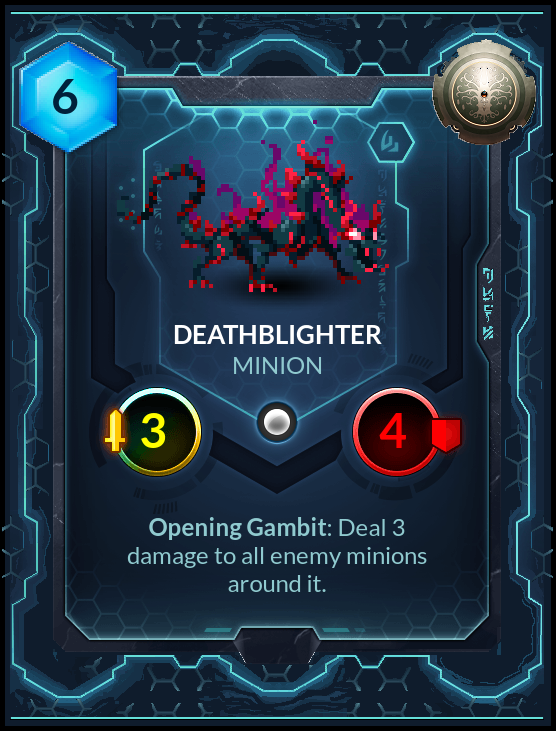 6
DEATHBLIGHTER
MINION
3
4
Opening Gambit: Deal 3
damage to all enemy minions
around it.